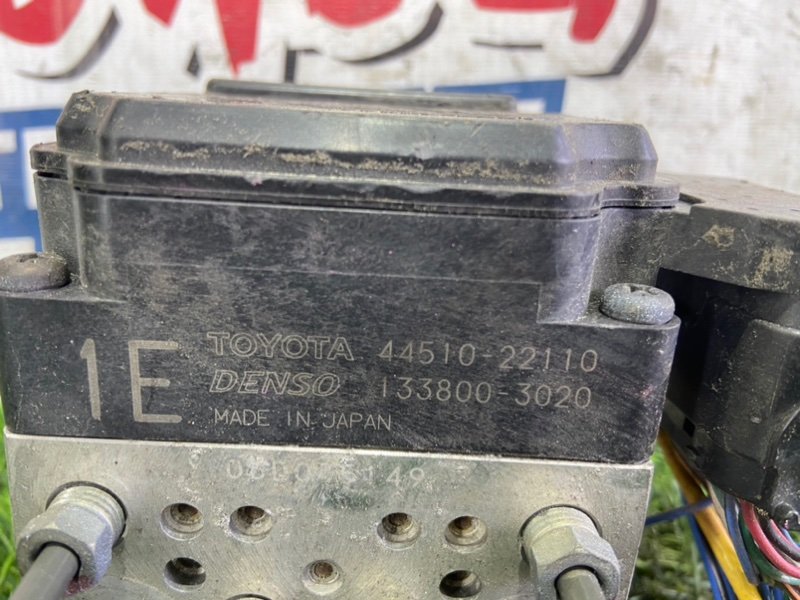 1E
TOYOTA 44510-22110
DENSO 133800-3020
MADE IN JAPAN